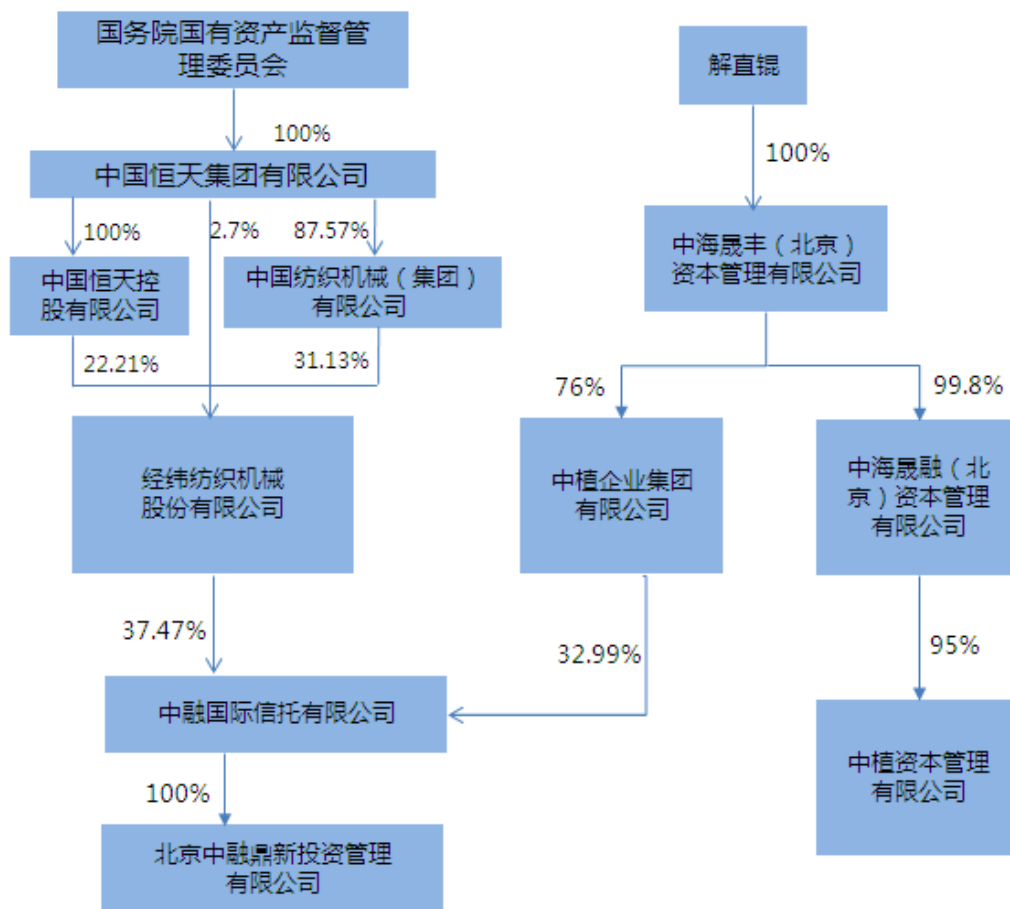 国务院国有资产监督管
理委员会
解直锟
100%
100%
中国恒天集团有限公司
100%
2.7%
87.57%
中海晟丰（北京）
资本管理有限公司
中国恒天控
股有限公司
中国纺织机械（集团）
有限公司
22.21%
31.13%
76%
99.8%
经纬纺织机械
股份有限公司
中植企业集团
有限公司
中海晟融（北
京）资本管理
有限公司
37.47%
32.99%
95%
中融国际信托有限公司
中植资本管理
有限公司
100%
北京中融鼎新投资管理
有限公司